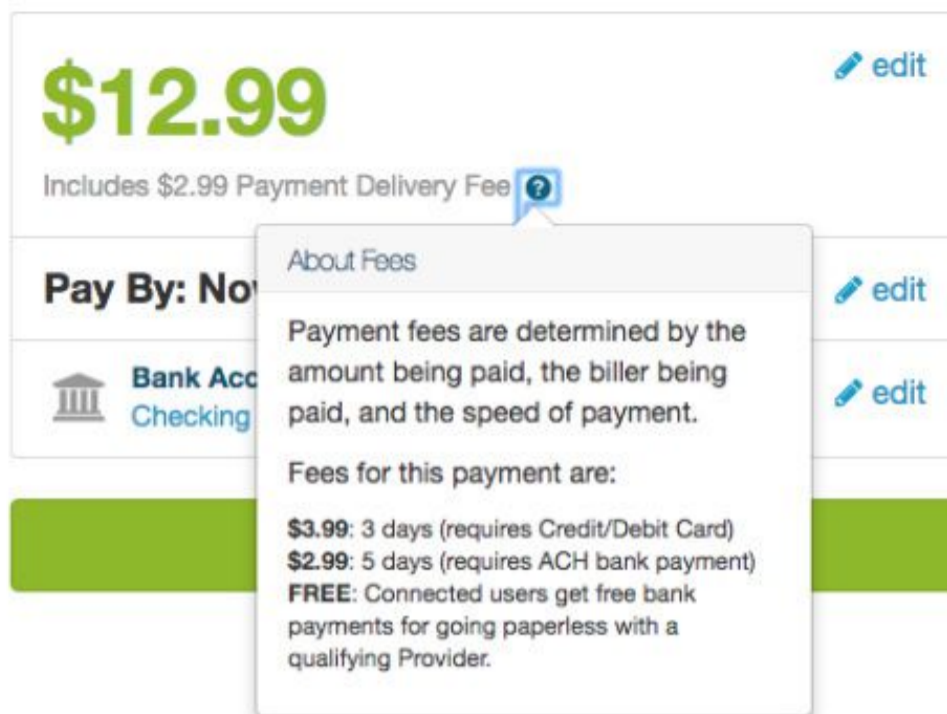 $12.99
edit
Includes $2.99 Payment Delivery Fee ?
About Fees
Pay By:
edit
Payment fees are determined by the
amount being paid, the biller being
paid, and the speed of payment.
Bank
Checking
edit
Fees for this payment are:
$3.99: 3 days (requires Credit/Debit Card)
$2.99: 5 days (requires ACH bank payment)
FREE: Connected users get free bank
payments for going paperless with a
qualifying Provider.